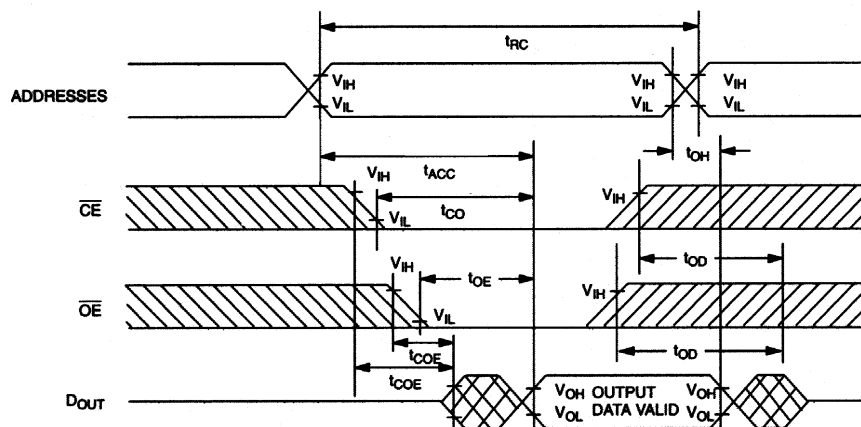 tRC
ADDRESSES
VIH VIH VIH
VIL VIL VIL
tOH
tACC
VIH
CE
tCO
VIL
VIH
tOD
VIH
tOE
OE
VIL
VIH
tCOE
tOD
tCOE
DOUT
VOH OUTPUT VOH
VOL DATA VALID VOL